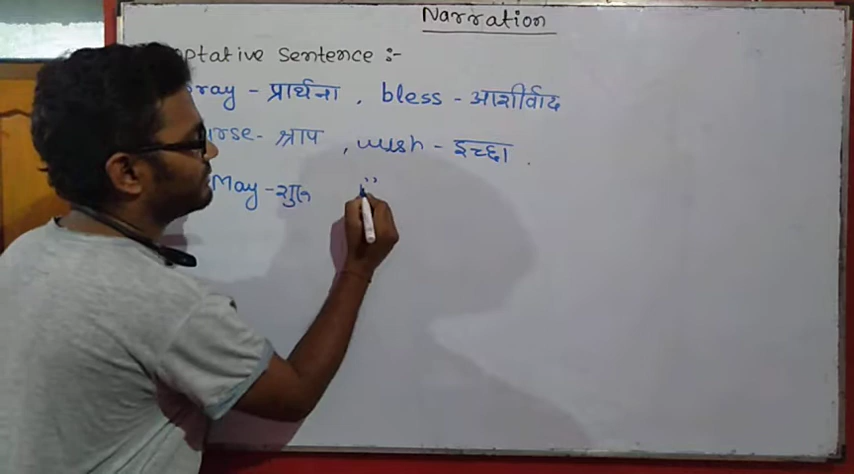 Narration
optative sentence :-
pray - प्रार्थना , bless - आशीर्वाद
curse - श्राप , wish - इच्छा .
May - शुरू "